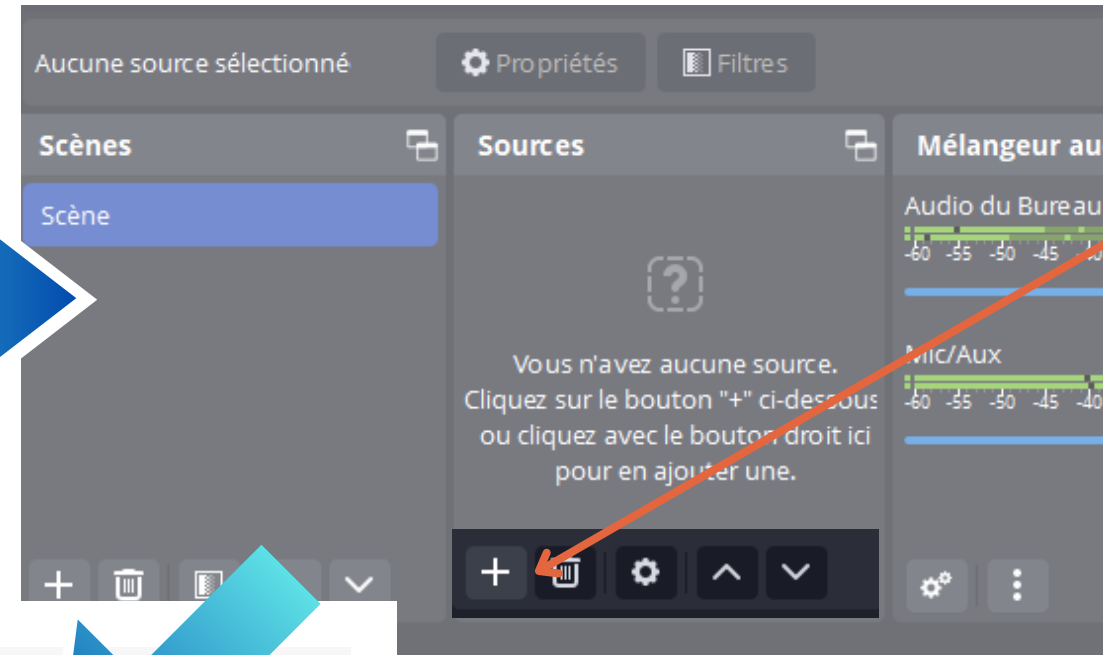 Aucune source sélectionné
Propriétés
Filtres
Scènes
Sources
Mélangeur au
Scène
Audio du Bureau
-60 -55 -50 -45 -40
Vous n'avez aucune source.
Cliquez sur le bouton "+" ci-dessous
ou cliquez avec le bouton droit ici
pour en ajouter une.
Mic/Aux
-60 -55 -50 -45 -40